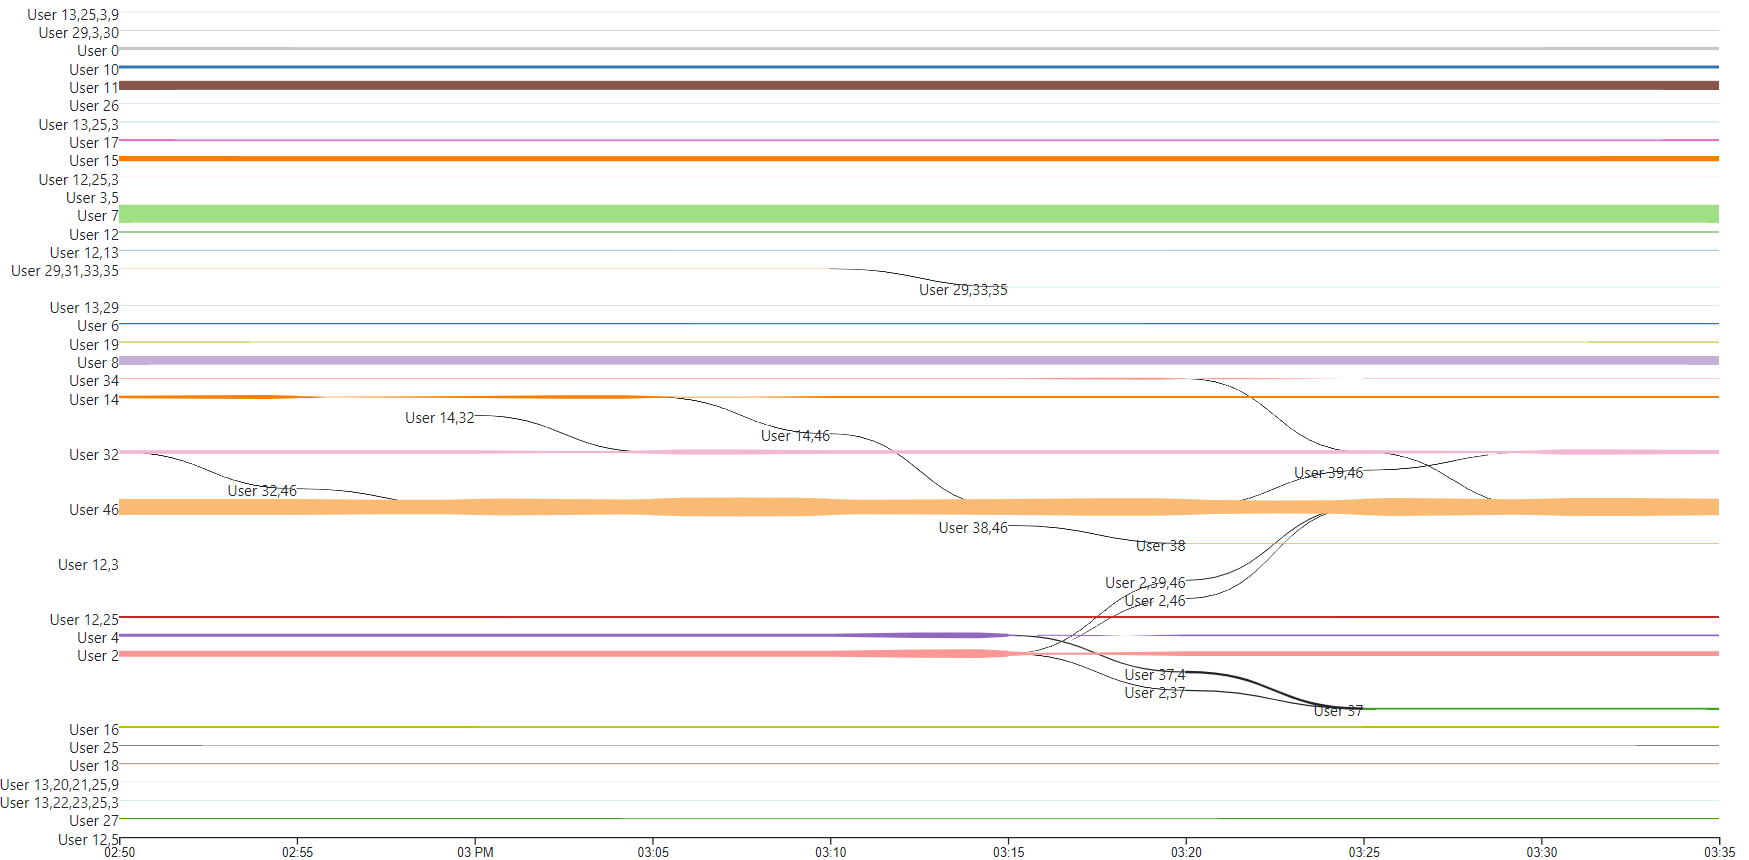 User 13,25,3,9
User 29,3,30
User 0
User 10
User 11
User 26
User 13,25,3
User 17
User 15
User 12,25,3
User 3,5
User 7
User 12
User 12,13
User 29,31,33,35
User 29,33,35
User 13,29
User 6
User 19
User 8
User 34
User 14
User 14,32
User 14,46
User 32
User 39,46
User 32,46
User 46
User 38,46
User 38
User 12,3
User 2,39,46
User 2,46
User 12,25
User 4
User 2
User 37,4
User 2,37
User 37
User 16
User 25
User 18
User 13,20,21,25,9
User 13,22,23,25,3
User 27
User 12,5
02:50 02:55 03 PM 03:05 03:10 03:15 03:20 03:25 03:30 03:35